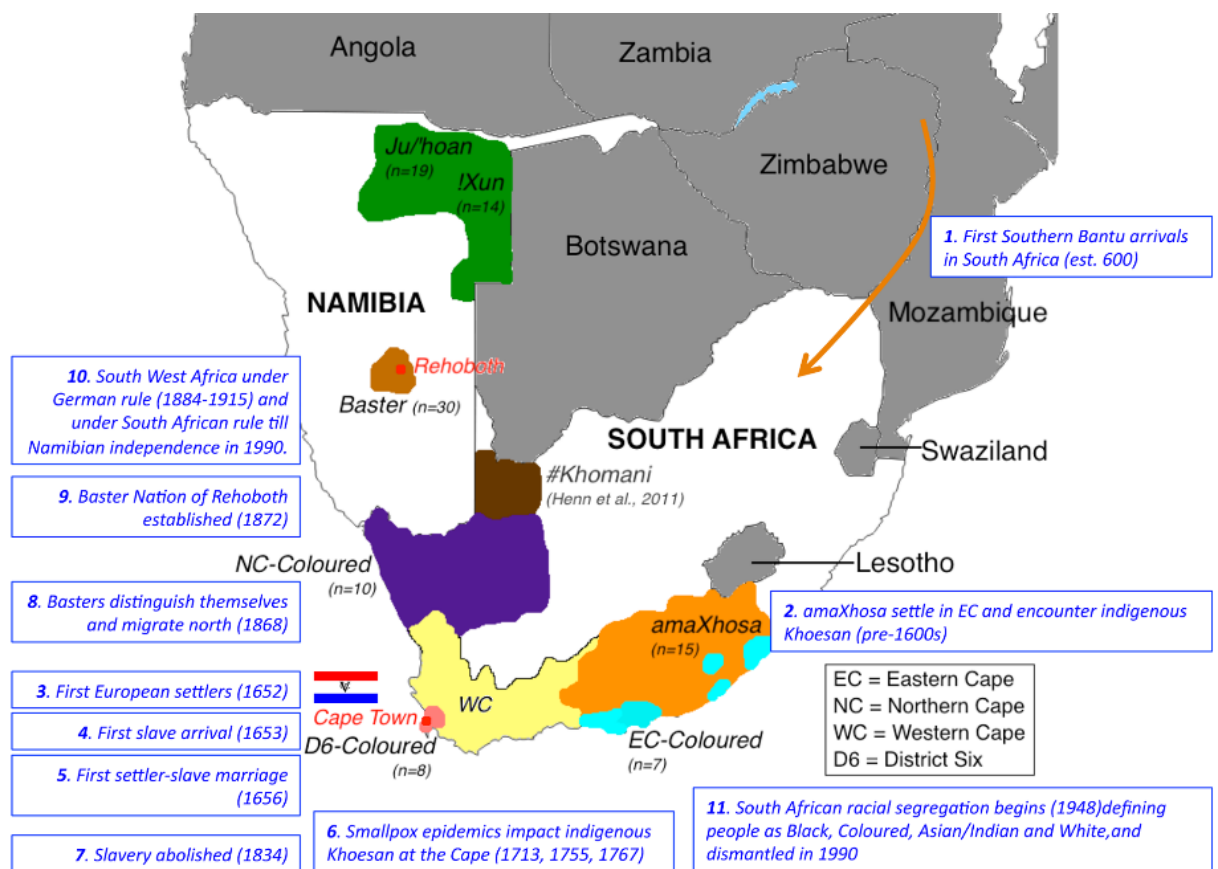 Angola
Zambia
Ju/'hoan
(n=19)
!Xun
(n=14)
Zimbabwe
Botswana
1. First Southern Bantu arrivals
in South Africa (est. 600)
NAMIBIA
Mozambique
Rehoboth
Baster (n=30)
10. South West Africa under
German rule (1884-1915) and
under South African rule till
Namibian independence in 1990.
SOUTH AFRICA
Swaziland
#Khomani
(Henn et al., 2011)
9. Baster Nation of Rehoboth
established (1872)
NC-Coloured
(n=10)
Lesotho
8. Basters distinguish themselves
and migrate north (1868)
2. amaXhosa settle in EC and encounter indigenous
Khoesan (pre-1600s)
amaXhosa
(n=15)
EC = Eastern Cape
NC = Northern Cape
WC = Western Cape
D6 = District Six
3. First European settlers (1652)
WC
Cape Town
4. First slave arrival (1653)
D6-Coloured
(n=8)
EC-Coloured
(n=7)
5. First settler-slave marriage
(1656)
6. Smallpox epidemics impact indigenous
Khoesan at the Cape (1713, 1755, 1767)
7. Slavery abolished (1834)
11. South African racial segregation begins (1948)defining
people as Black, Coloured, Asian/Indian and White,and
dismantled in 1990